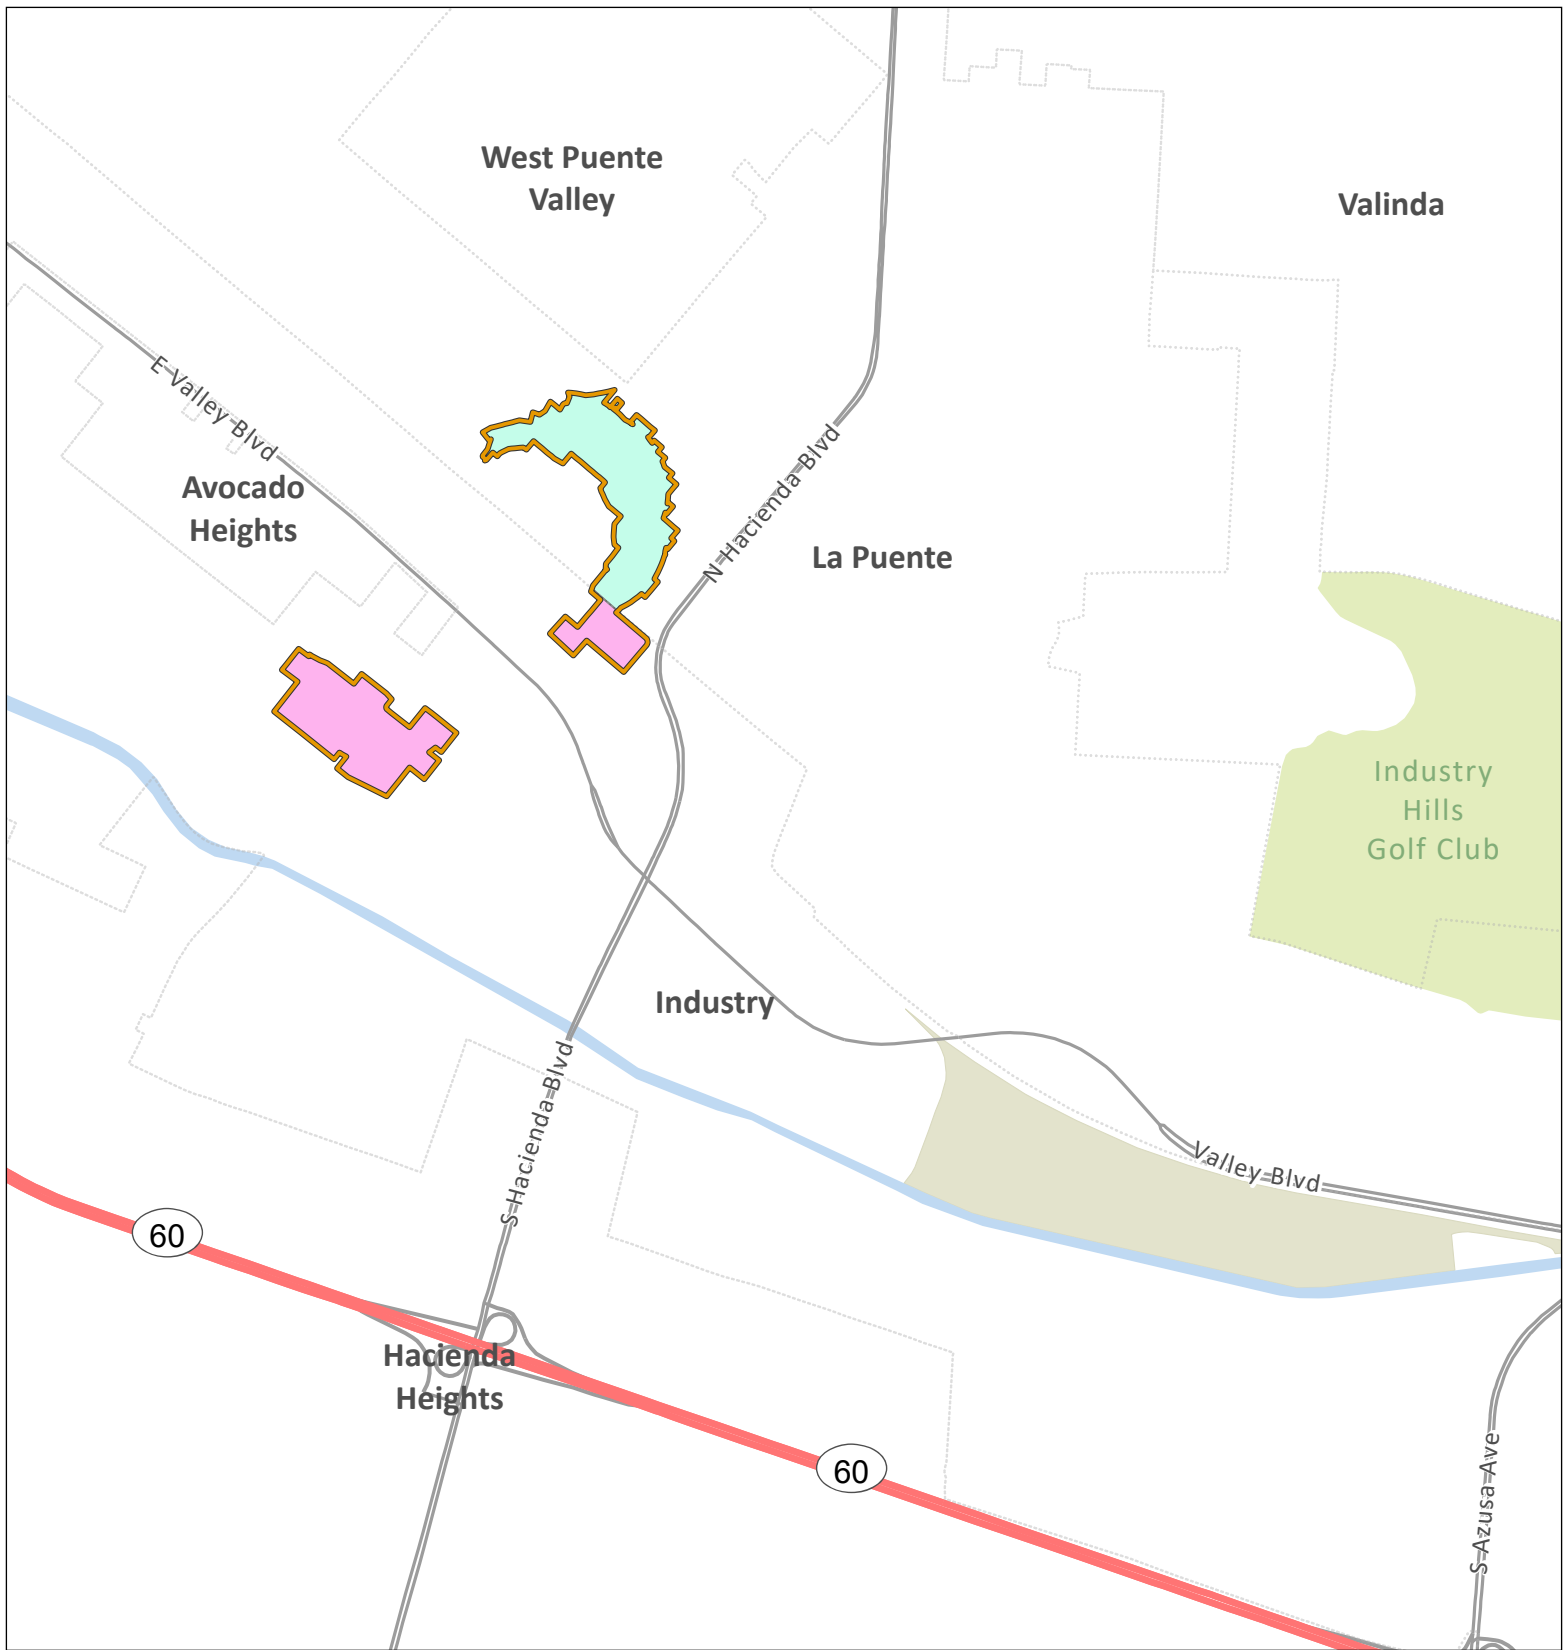 West Puente
Valley
Valinda
E Valley Blvd
Avocado
Heights
N Hacienda Blvd
La Puente
Industry
Hills
Golf Club
Industry
S Hacienda Blvd
Valley Blvd
60
Hacienda
Heights
60
S Azusa Ave